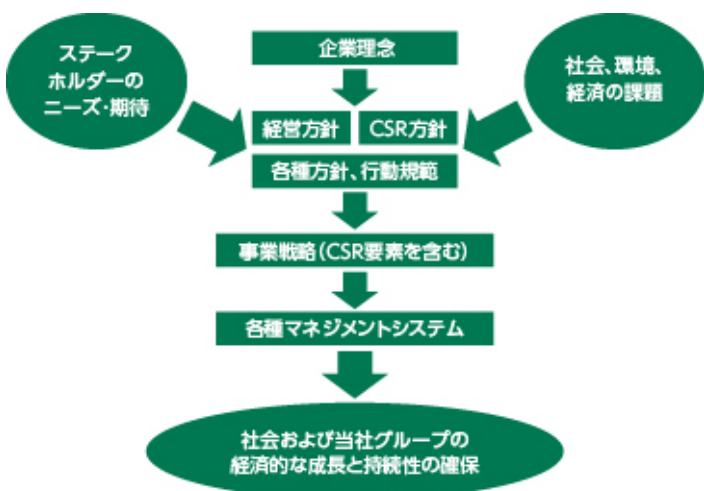 ステーク
ホルダーの
ニーズ・期待
企業理念
社会、環境、
経済の課題
経営方針
CSR方針
各種方針、行動規範
事業戦略(CSR要素を含む)
各種マネジメントシステム
社会および当社グループの
経済的な成長と持続性の確保